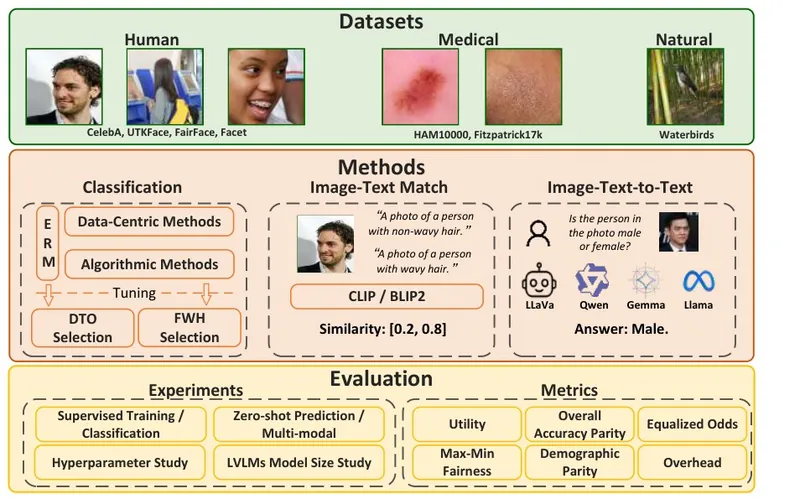 Datasets
Human
Medical
Natural
CelebA, UTKFace, FairFace, Facet
HAM10000, Fitzpatrick17k
Waterbirds
Methods
Classification
E
R
M
Data-Centric Methods
Algorithmic Methods
Tuning
DTO
Selection
FWH
Selection
Image-Text Match
“A photo of a person
with non-wavy hair. ”
“A photo of a person
with wavy hair. ”
CLIP / BLIP2
Similarity: [0.2, 0.8]
Image-Text-to-Text
Is the person in
the photo male
or female?
LLaVa
Qwen
Gemma
Llama
Answer: Male.
Evaluation
Experiments
Supervised Training /
Classification
Zero-shot Prediction /
Multi-modal
Hyperparameter Study
LVLMs Model Size Study
Metrics
Utility
Overall
Accuracy Parity
Equalized Odds
Max-Min
Fairness
Demographic
Parity
Overhead